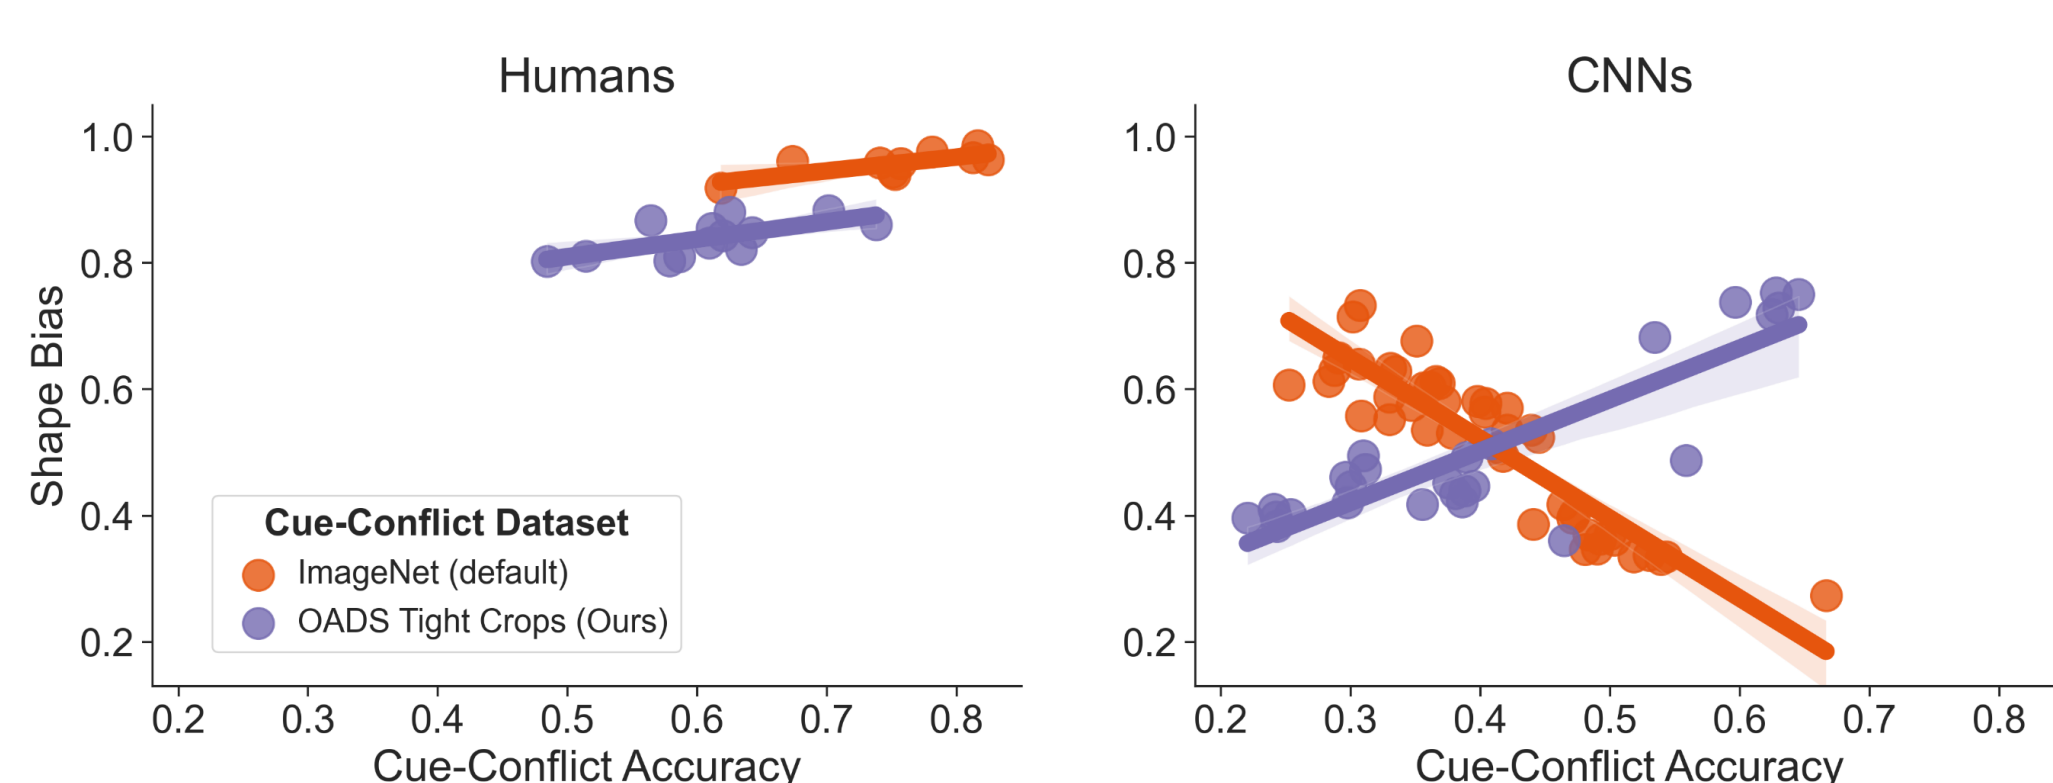 Humans
CNNs
1.0
0.8
0.6
0.4
0.2
Shape Bias
Cue-Conflict Dataset
ImageNet (default)
OADS Tight Crops (Ours)
0.2 0.3 0.4 0.5 0.6 0.7 0.8
Cue-Conflict Accuracy
1.0
0.8
0.6
0.4
0.2
0.2 0.3 0.4 0.5 0.6 0.7 0.8
Cue-Conflict Accuracy